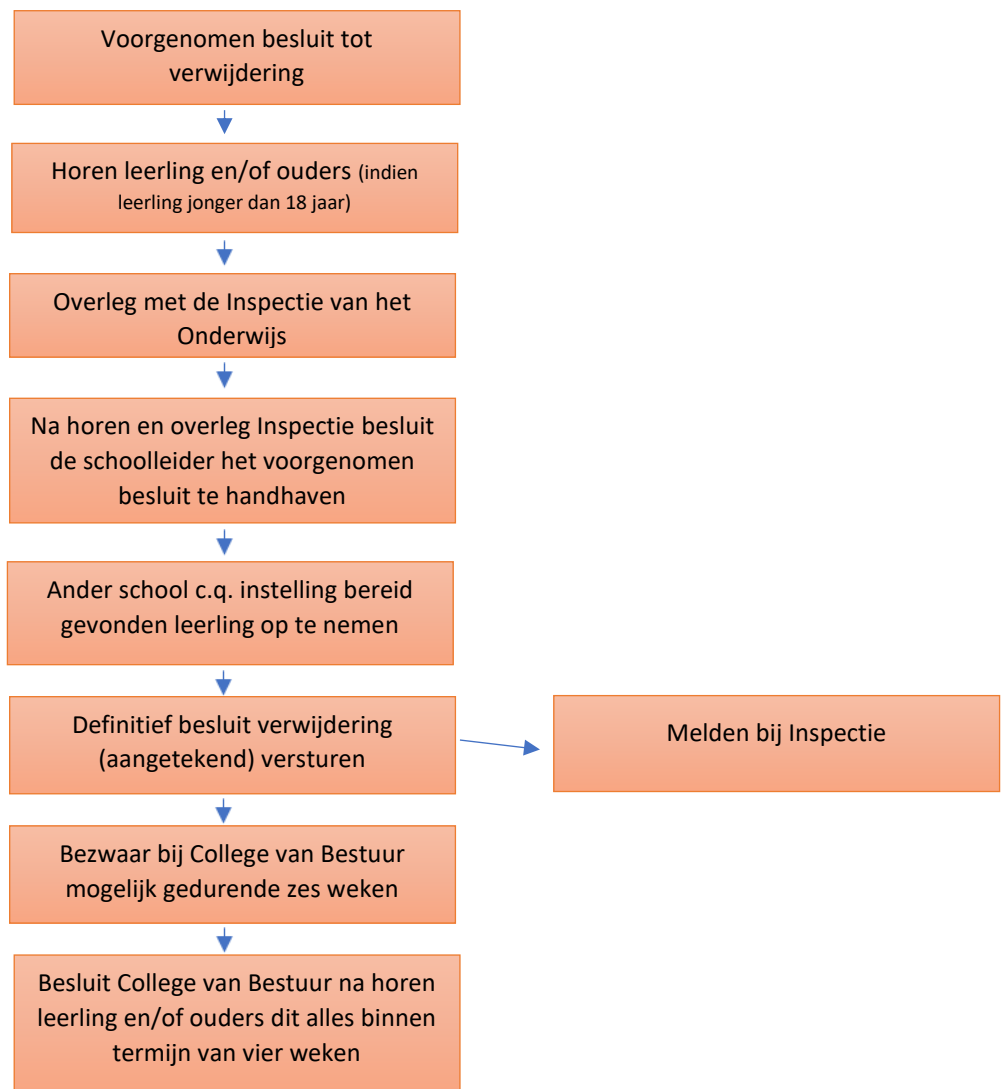 Voorgenomen besluit tot
verwijdering
Horen leerling en/of ouders (indien
leerling jonger dan 18 jaar)
Overleg met de Inspectie van het
Onderwijs
Na horen en overleg Inspectie besluit
de schoolleider het voorgenomen
besluit te handhaven
Ander school c.q. instelling bereid
gevonden leerling op te nemen
Definitief besluit verwijdering
(aangetekend) versturen
Melden bij Inspectie
Bezwaar bij College van Bestuur
mogelijk gedurende zes weken
Besluit College van Bestuur na horen
leerling en/of ouders dit alles binnen
termijn van vier weken